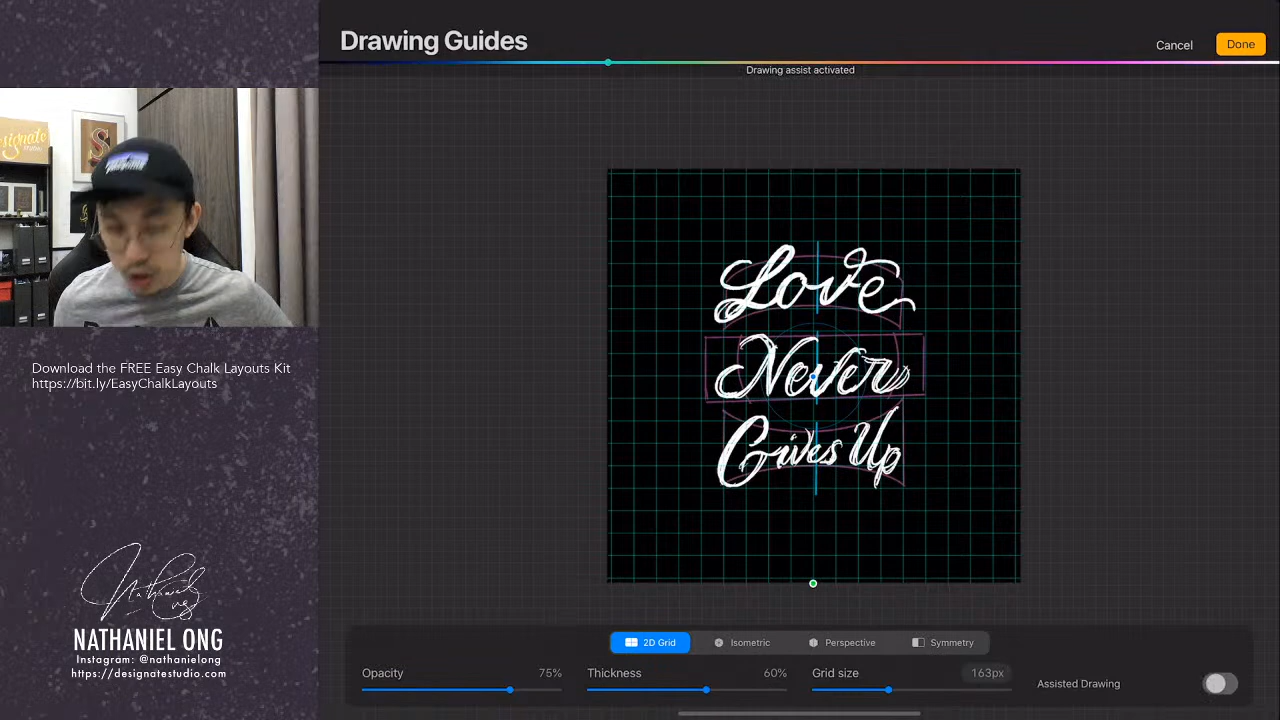 Drawing Guides
Cancel
Done
Drawing assist activated
Download the FREE Easy Chalk Layouts Kit
https://bit.ly/EasyChalkLayouts
Love
Never
Gives Up
NATHANIEL ONG
Instagram: @nathanielong
https://designatestudio.com
2D Grid
Isometric
Perspective
Symmetry
Opacity
75%
Thickness
60%
Grid size
163px
Assisted Drawing